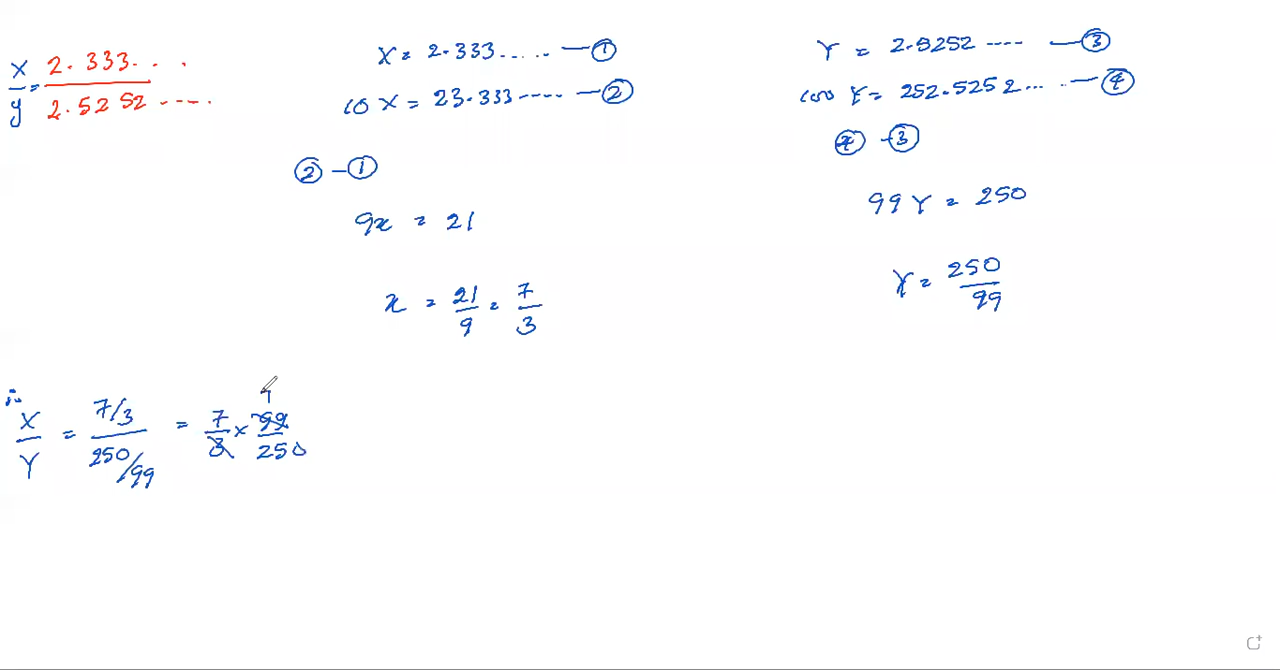 x/y = 2.333... . / 2.5252 ----.
X = 2.333...... — ①
10 X = 23.333 ----- — ②
② - ①
9x = 21
x = 21/9 = 7/3
Y = 2.5252 ---- — ③
100 Y = 252.5252... .. — ④
④ - ③
99 Y = 250
Y = 250/99
∴ X/Y = 7/3 / 250/99 = 7/3 × 99/250